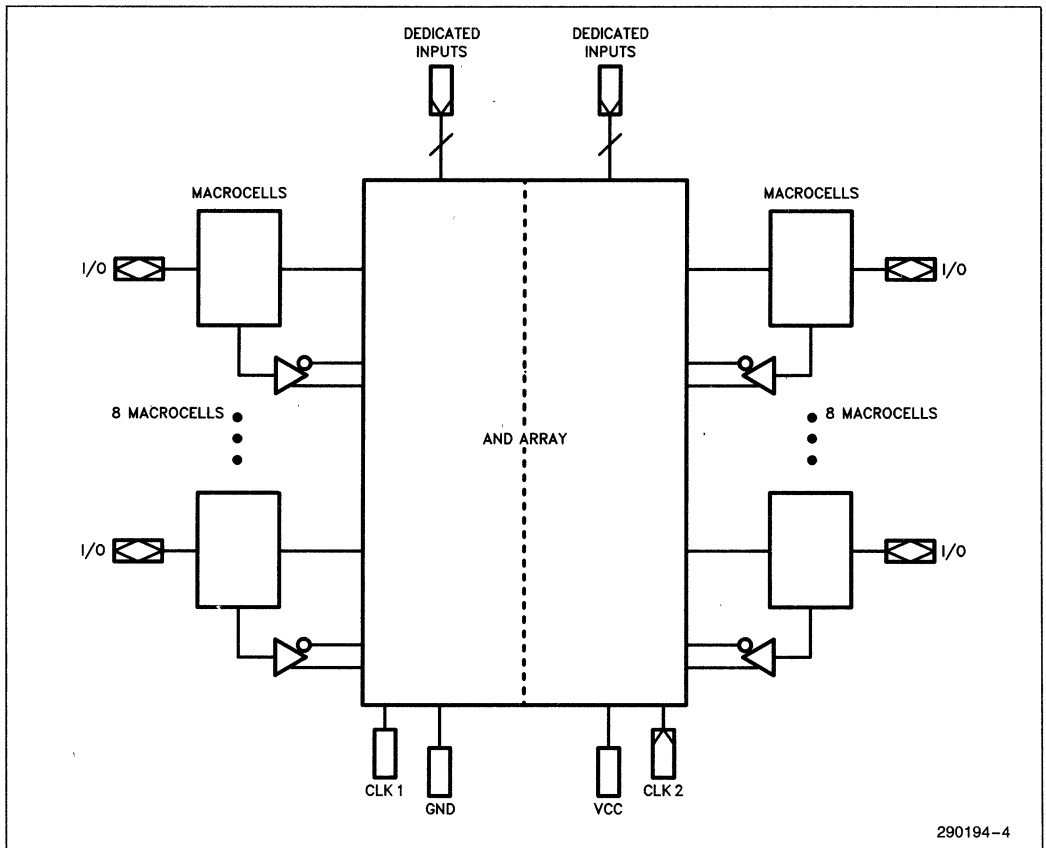 DEDICATED
INPUTS
DEDICATED
INPUTS
MACROCELLS
MACROCELLS
I/O
I/O
8 MACROCELLS
8 MACROCELLS
AND ARRAY
I/O
I/O
CLK 1
GND
VCC
CLK 2
290194-4